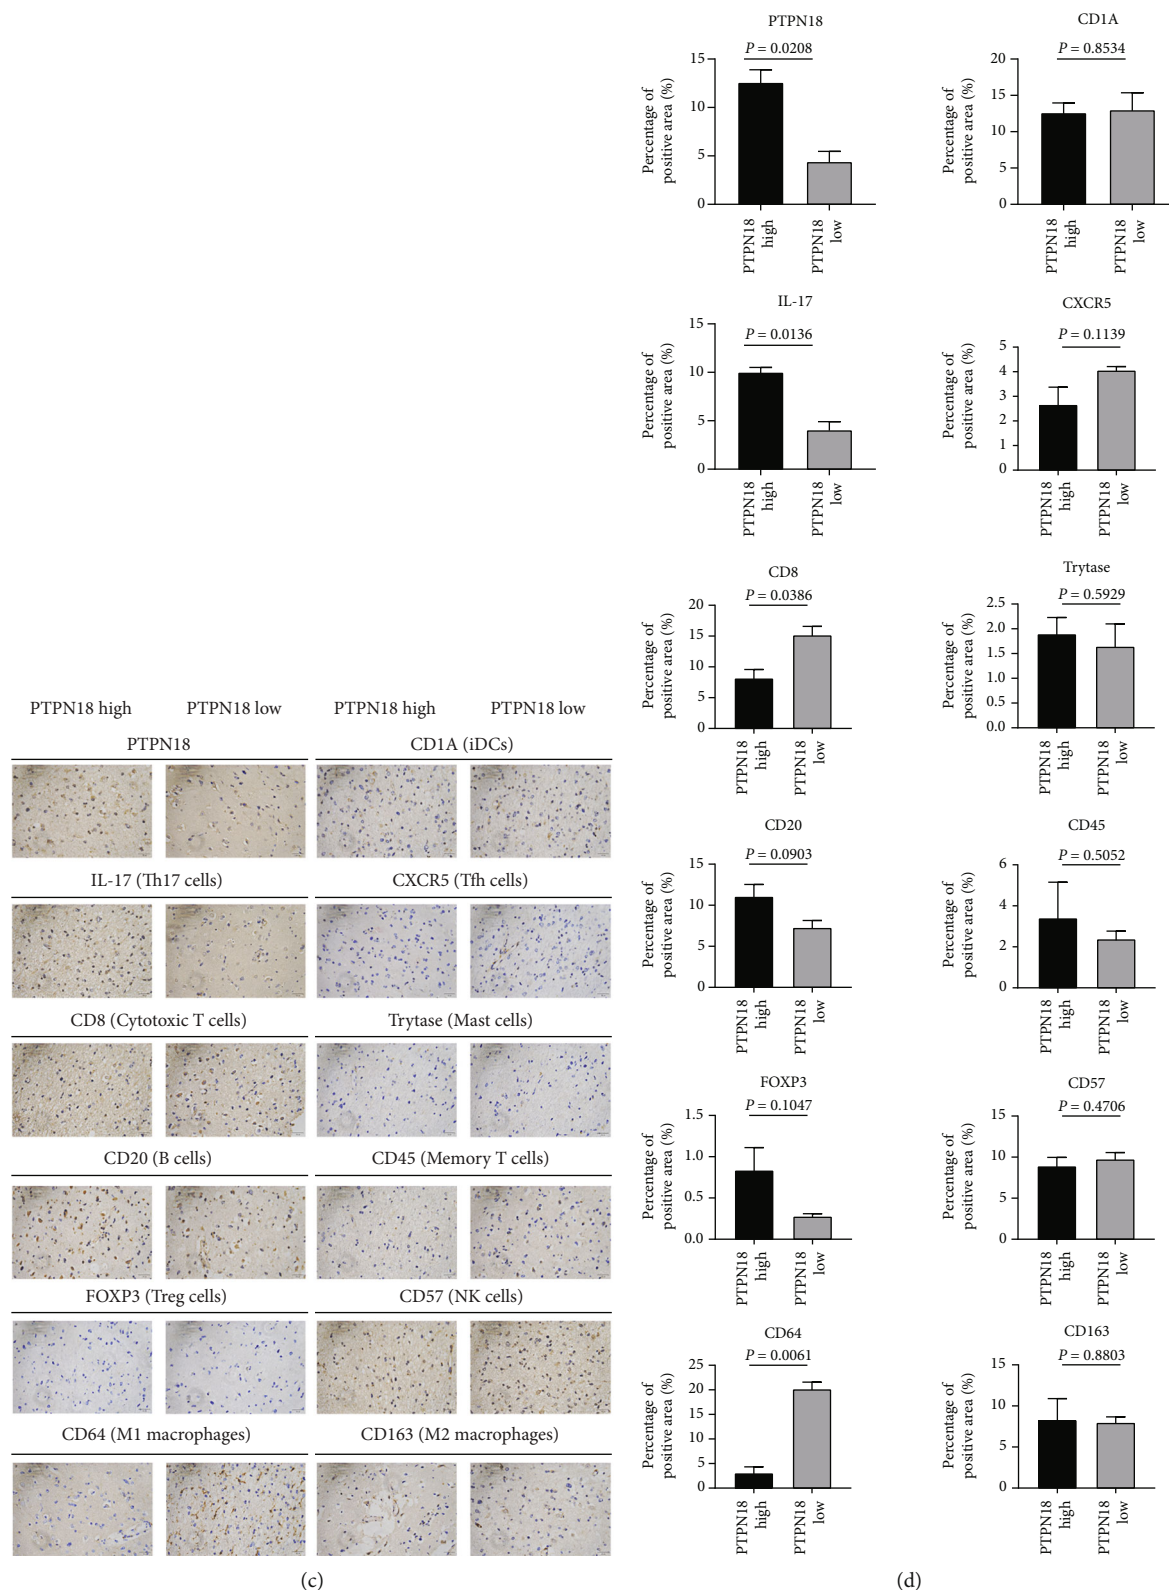 PTPN18 high PTPN18 low PTPN18 high PTPN18 low
PTPN18 CD1A (iDCs)
IL-17 (Th17 cells) CXCR5 (Tfh cells)
CD8 (Cytotoxic T cells) Trytase (Mast cells)
CD20 (B cells) CD45 (Memory T cells)
FOXP3 (Treg cells) CD57 (NK cells)
CD64 (M1 macrophages) CD163 (M2 macrophages)
(c)
PTPN18
P = 0.0208
Percentage of
positive area (%)
15
10
5
0
PTPN18
high
PTPN18
low
CD1A
P = 0.8534
Percentage of
positive area (%)
20
15
10
5
0
PTPN18
high
PTPN18
low
IL-17
P = 0.0136
Percentage of
positive area (%)
15
10
5
0
PTPN18
high
PTPN18
low
CXCR5
P = 0.1139
Percentage of
positive area (%)
5
4
3
2
1
0
PTPN18
high
PTPN18
low
CD8
P = 0.0386
Percentage of
positive area (%)
20
15
10
5
0
PTPN18
high
PTPN18
low
Trytase
P = 0.5929
Percentage of
positive area (%)
2.5
2.0
1.5
1.0
0.5
0.0
PTPN18
high
PTPN18
low
CD20
P = 0.0903
Percentage of
positive area (%)
15
10
5
0
PTPN18
high
PTPN18
low
CD45
P = 0.5052
Percentage of
positive area (%)
6
4
2
0
PTPN18
high
PTPN18
low
FOXP3
P = 0.1047
Percentage of
positive area (%)
1.5
1.0
0.5
0.0
PTPN18
high
PTPN18
low
CD57
P = 0.4706
Percentage of
positive area (%)
15
10
5
0
PTPN18
high
PTPN18
low
CD64
P = 0.0061
Percentage of
positive area (%)
25
20
15
10
5
0
PTPN18
high
PTPN18
low
CD163
P = 0.8803
Percentage of
positive area (%)
15
10
5
0
PTPN18
high
PTPN18
low
(d)